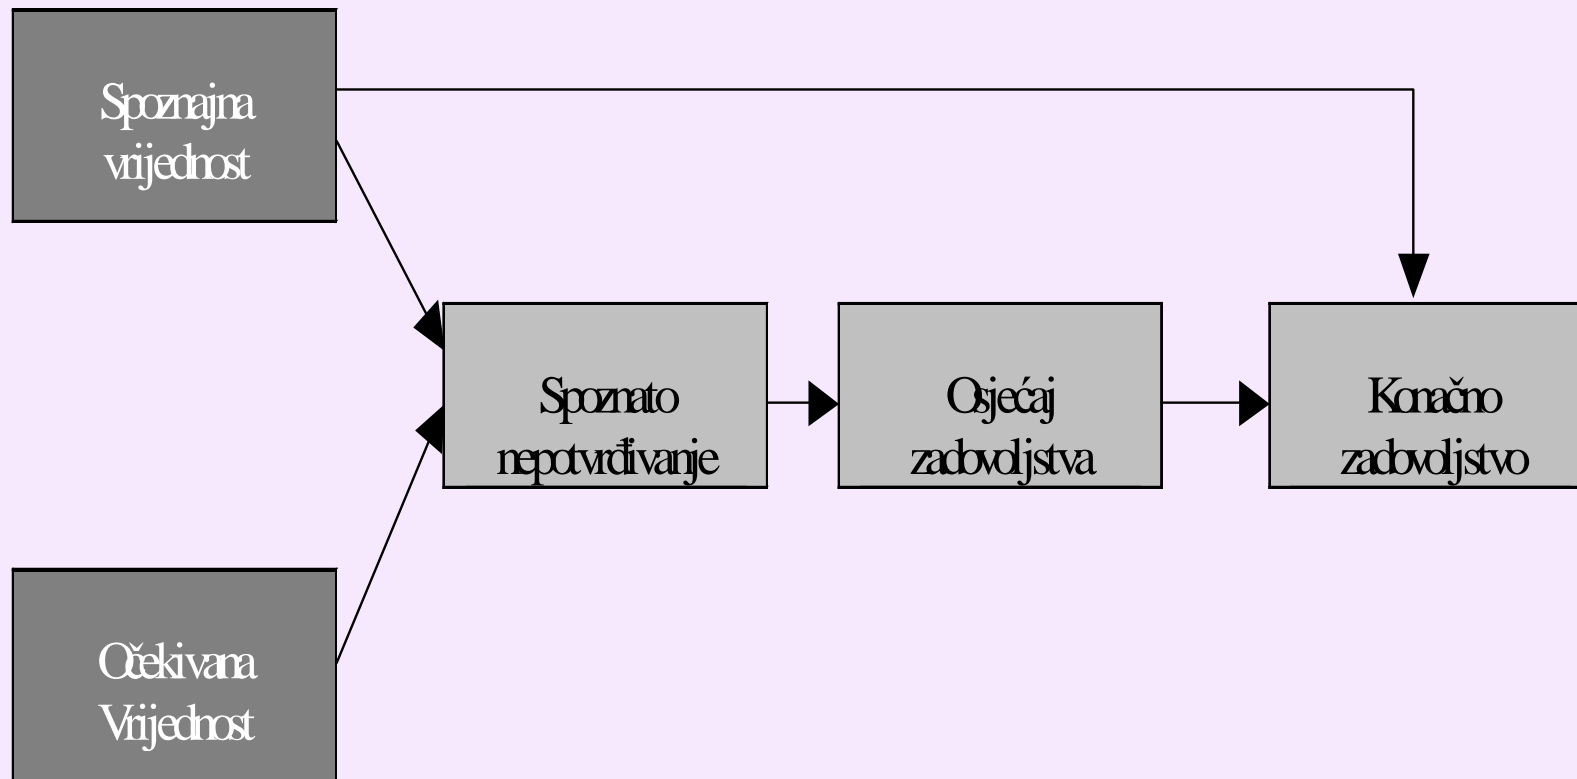 Spoznajna
vrijednost
Spoznato
nepotvrđivanje
Osjećaj
zadovoljstva
Konačno
zadovoljstvo
Očekivana
Vrijednost